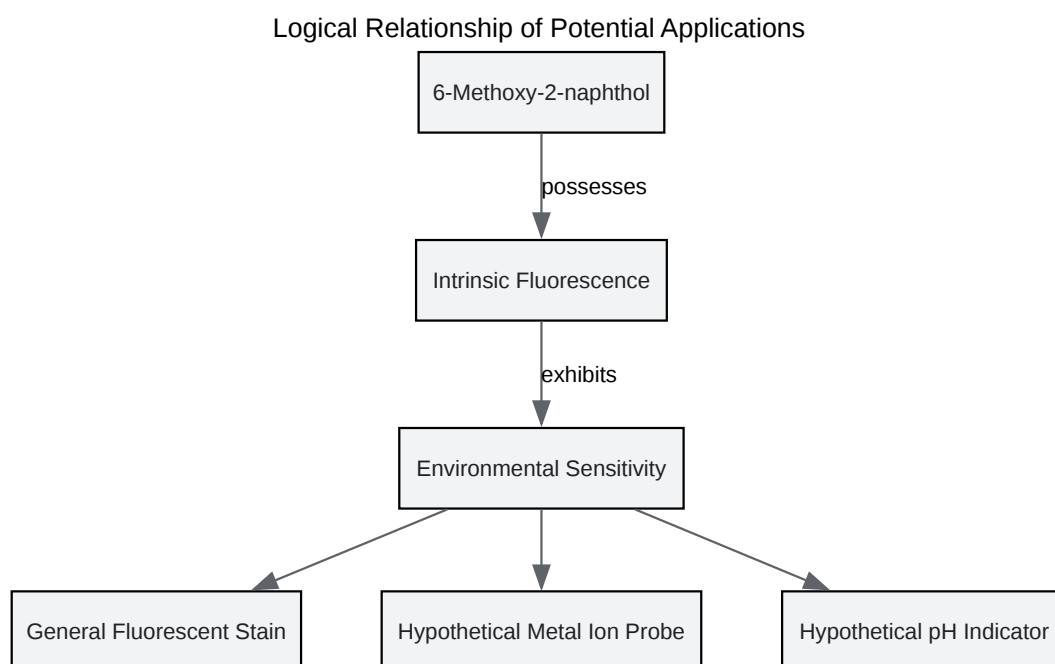 Logical Relationship of Potential Applications
6-Methoxy-2-naphthol
possesses
Intrinsic Fluorescence
exhibits
Environmental Sensitivity
General Fluorescent Stain
Hypothetical Metal Ion Probe
Hypothetical pH Indicator